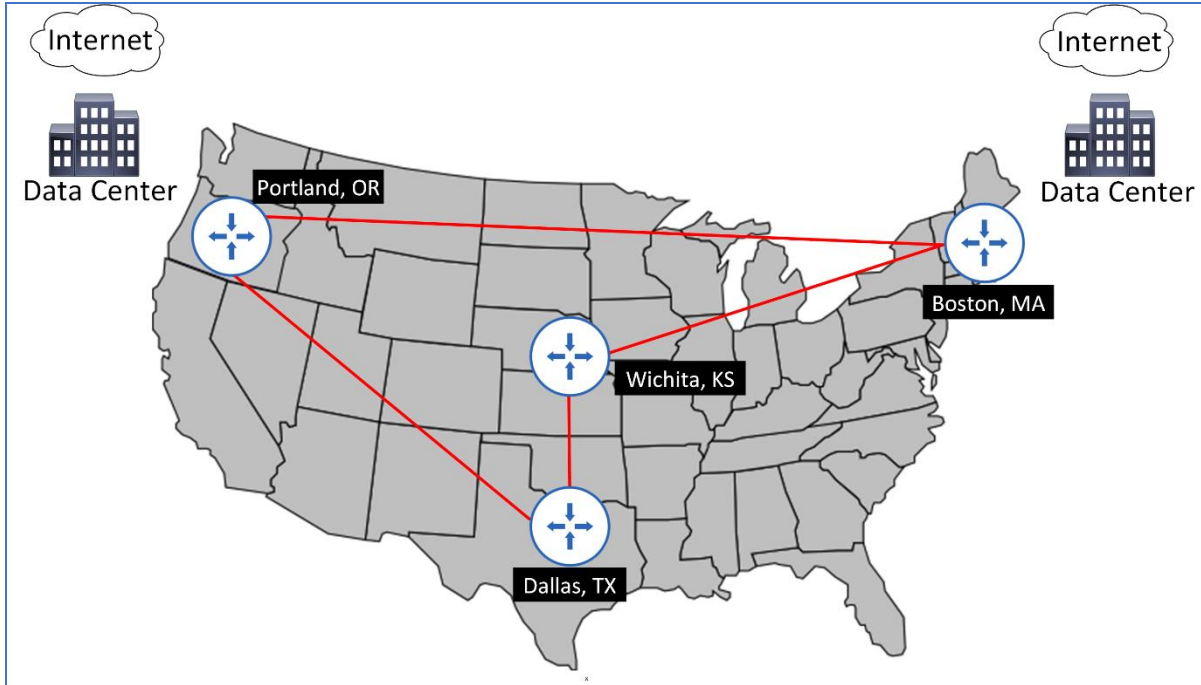 Internet
Internet
Data Center
Data Center
Portland, OR
Boston, MA
Wichita, KS
Dallas, TX
x